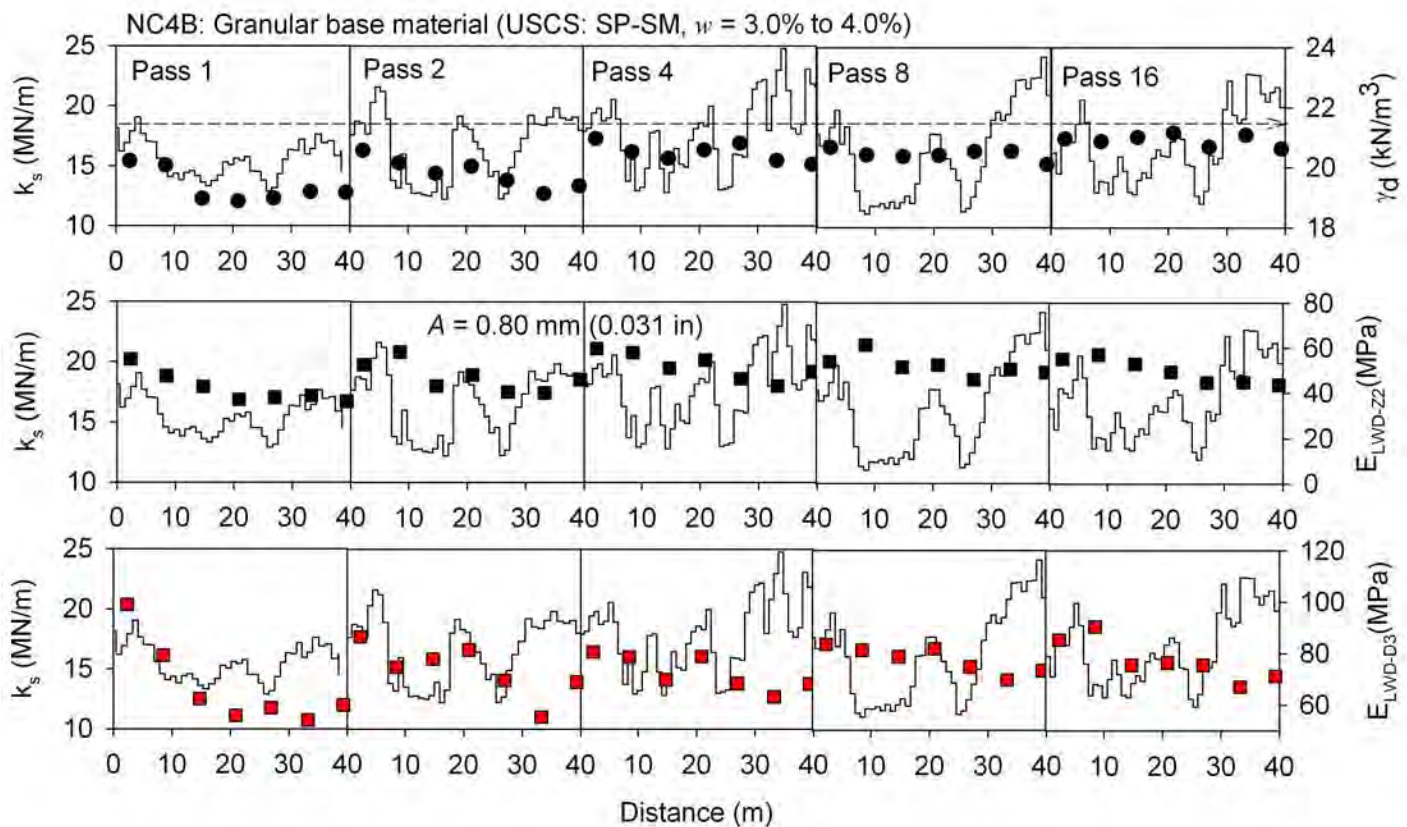 NC4B: Granular base material (USCS: SP-SM, w = 3.0% to 4.0%)
25 24
Pass 1 Pass 2 Pass 4 Pass 8 Pass 16
20 22
15 20
10 18
ks (MN/m)
γd (kN/m3)
0 10 20 30 40 10 20 30 40 10 20 30 40 10 20 30 40 10 20 30 40
25 80
A = 0.80 mm (0.031 in)
60
20
40
15 20
10 0
ks (MN/m)
ELWD-Z2(MPa)
0 10 20 30 40 10 20 30 40 10 20 30 40 10 20 30 40 10 20 30 40
25 120
20 100
15 80
60
10
ks (MN/m)
ELWD-D3(MPa)
0 10 20 30 40 10 20 30 40 10 20 30 40 10 20 30 40 10 20 30 40
Distance (m)